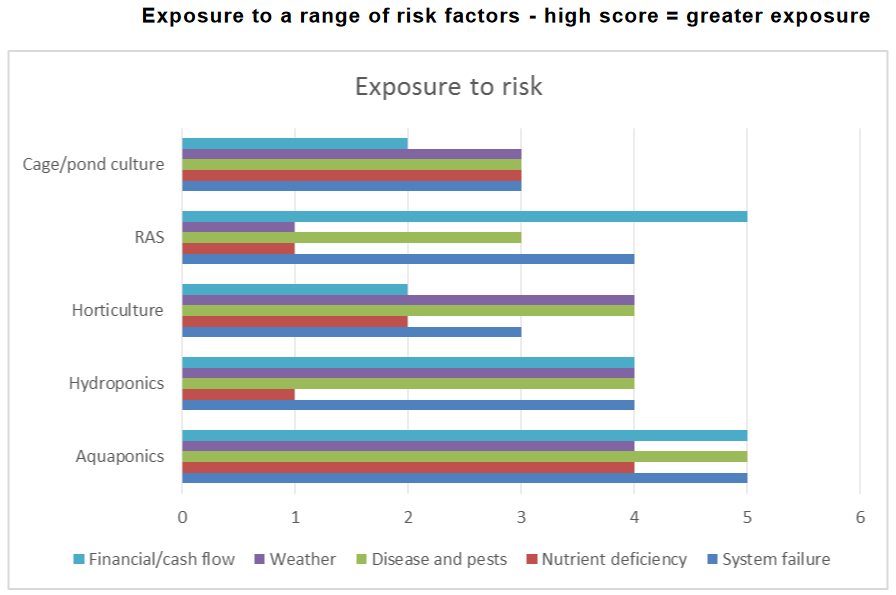 Exposure to a range of risk factors - high score = greater exposure
Exposure to risk
Cage/pond culture
RAS
Horticulture
Hydroponics
Aquaponics
0 1 2 3 4 5 6
Financial/cash flow Weather Disease and pests Nutrient deficiency System failure